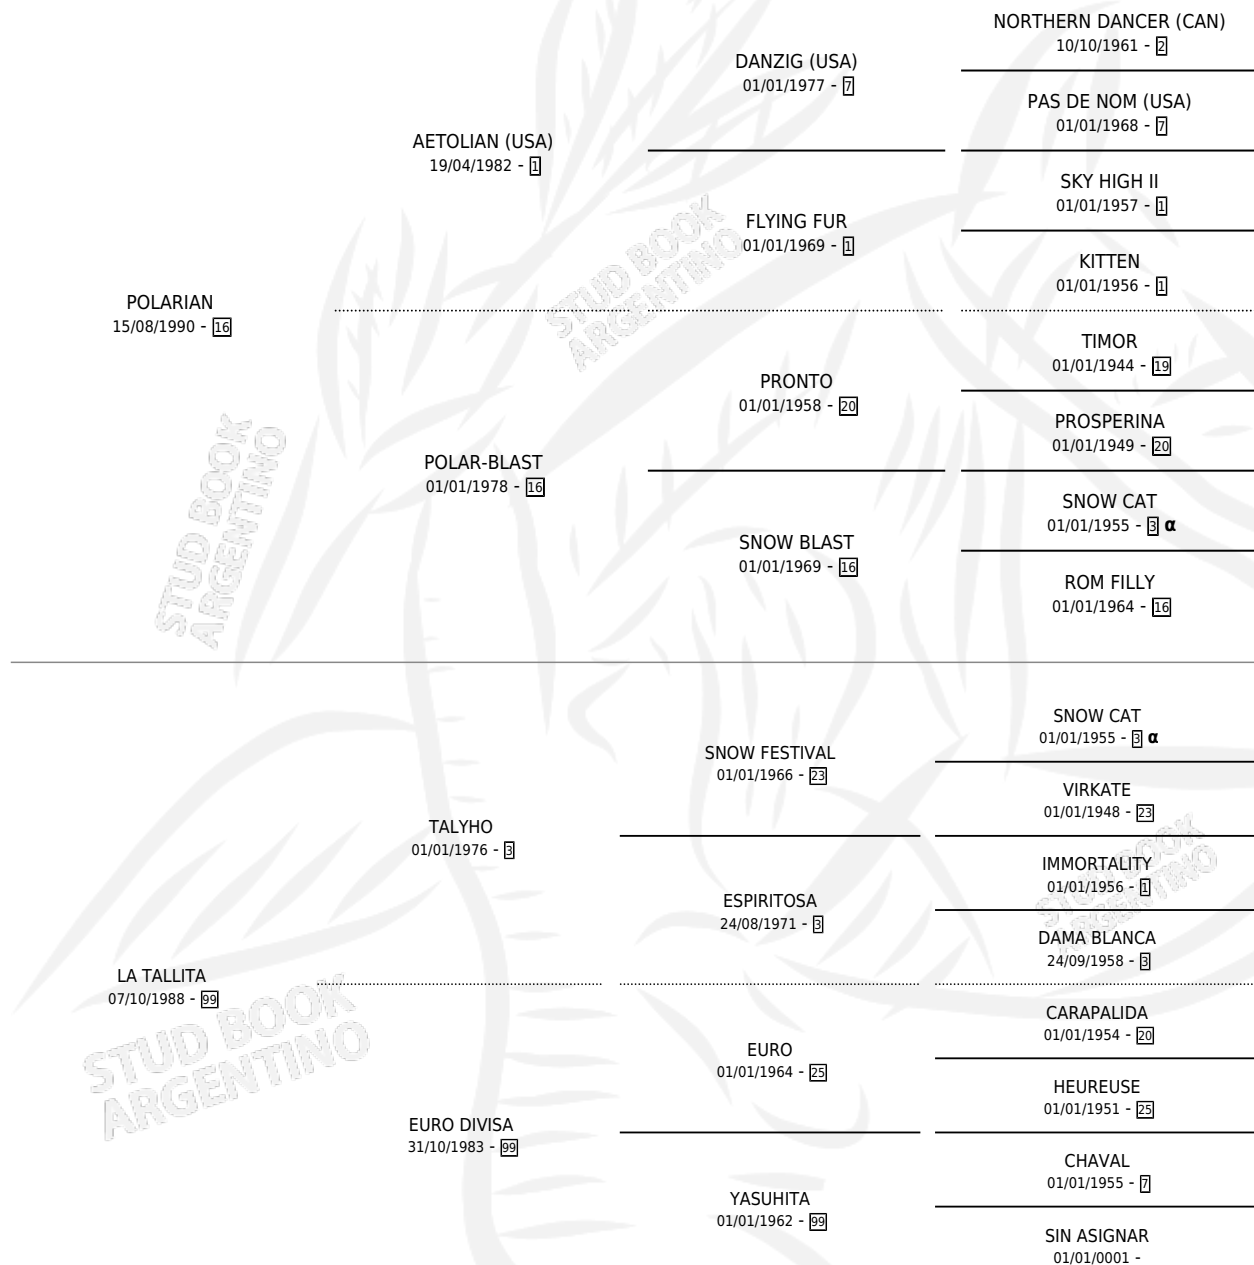 NORTHERN DANCER (CAN)
10/10/1961 - 2
DANZIG (USA)
01/01/1977 - 7
PAS DE NOM (USA)
01/01/1968 - 7
AETOLIAN (USA)
19/04/1982 - 1
SKY HIGH II
01/01/1957 - 1
FLYING FUR
01/01/1969 - 1
KITTEN
01/01/1956 - 1
POLARIAN
15/08/1990 - 16
TIMOR
01/01/1944 - 19
PRONTO
01/01/1958 - 20
PROSPERINA
01/01/1949 - 20
POLAR-BLAST
01/01/1978 - 16
SNOW CAT
01/01/1955 - 3 α
SNOW BLAST
01/01/1969 - 16
ROM FILLY
01/01/1964 - 16
SNOW CAT
01/01/1955 - 3 α
SNOW FESTIVAL
01/01/1966 - 23
VIRKATE
01/01/1948 - 23
TALYHO
01/01/1976 - 3
IMMORTALITY
01/01/1956 - 1
ESPIRITOSA
24/08/1971 - 3
DAMA BLANCA
24/09/1958 - 3
LA TALLITA
07/10/1988 - 99
CARAPALIDA
01/01/1954 - 20
EURO
01/01/1964 - 25
HEUREUSE
01/01/1951 - 25
EURO DIVISA
31/10/1983 - 99
CHAVAL
01/01/1955 - 7
YASUHITA
01/01/1962 - 99
SIN ASIGNAR
01/01/0001 -
STUD BOOK
ARGENTINO
STUD BOOK
ARGENTINO
STUD BOOK
ARGENTINO
STUD BOOK
ARGENTINO